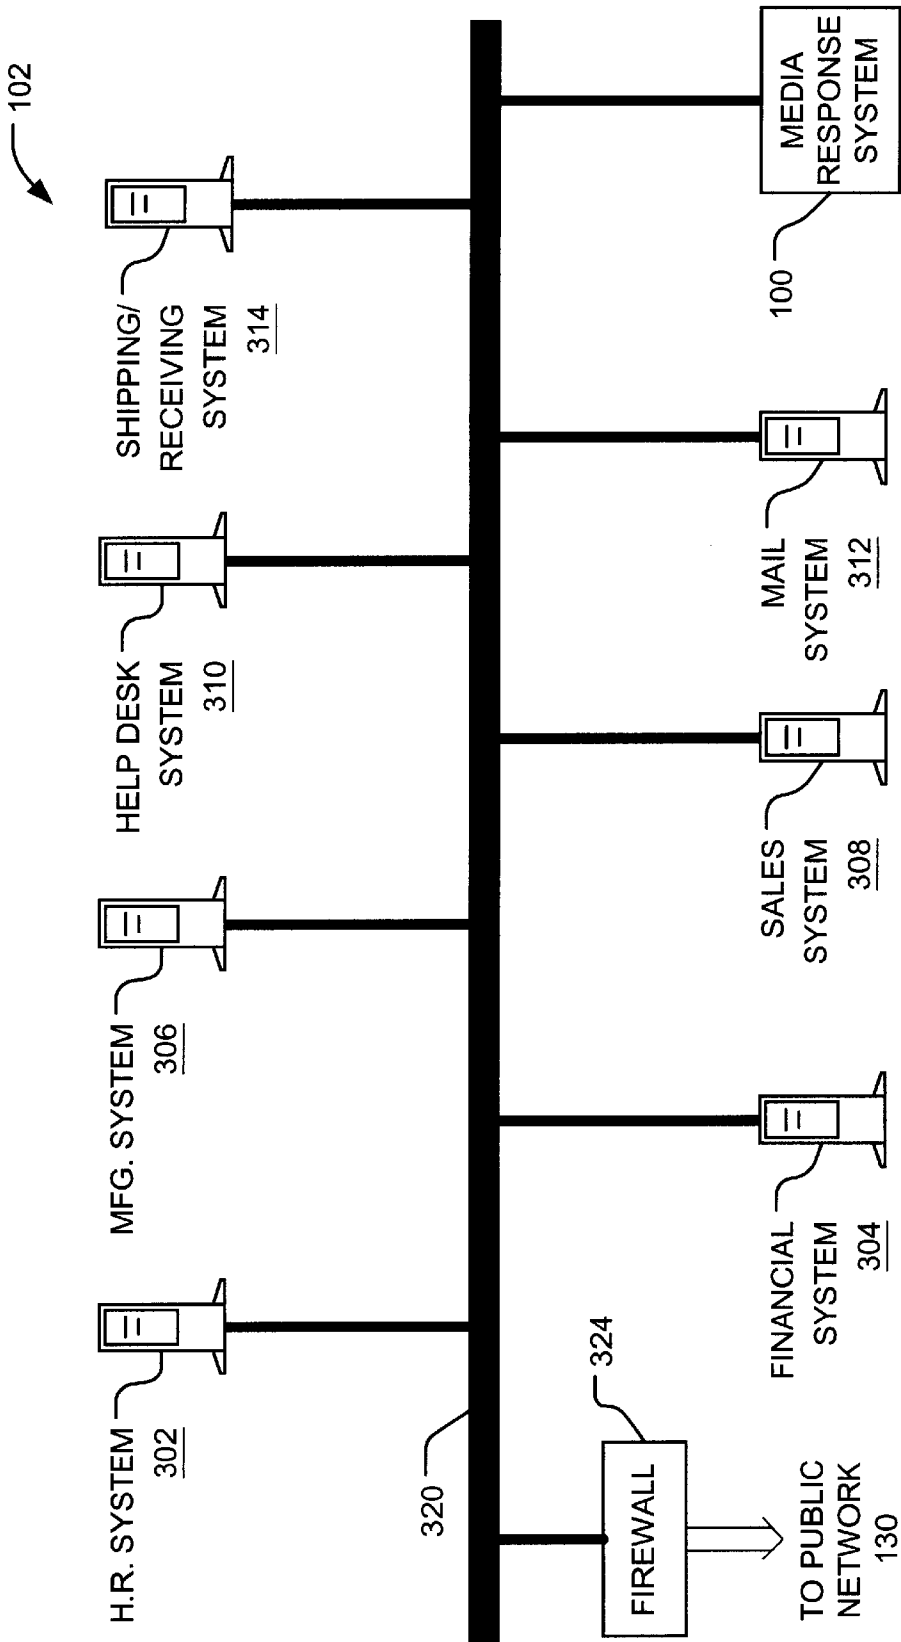 102
H.R. SYSTEM
302
MFG. SYSTEM
306
HELP DESK
SYSTEM
310
SHIPPING/
RECEIVING
SYSTEM
314
320
FIREWALL
324
TO PUBLIC
NETWORK
130
FINANCIAL
SYSTEM
304
SALES
SYSTEM
308
MAIL
SYSTEM
312
100
MEDIA
RESPONSE
SYSTEM